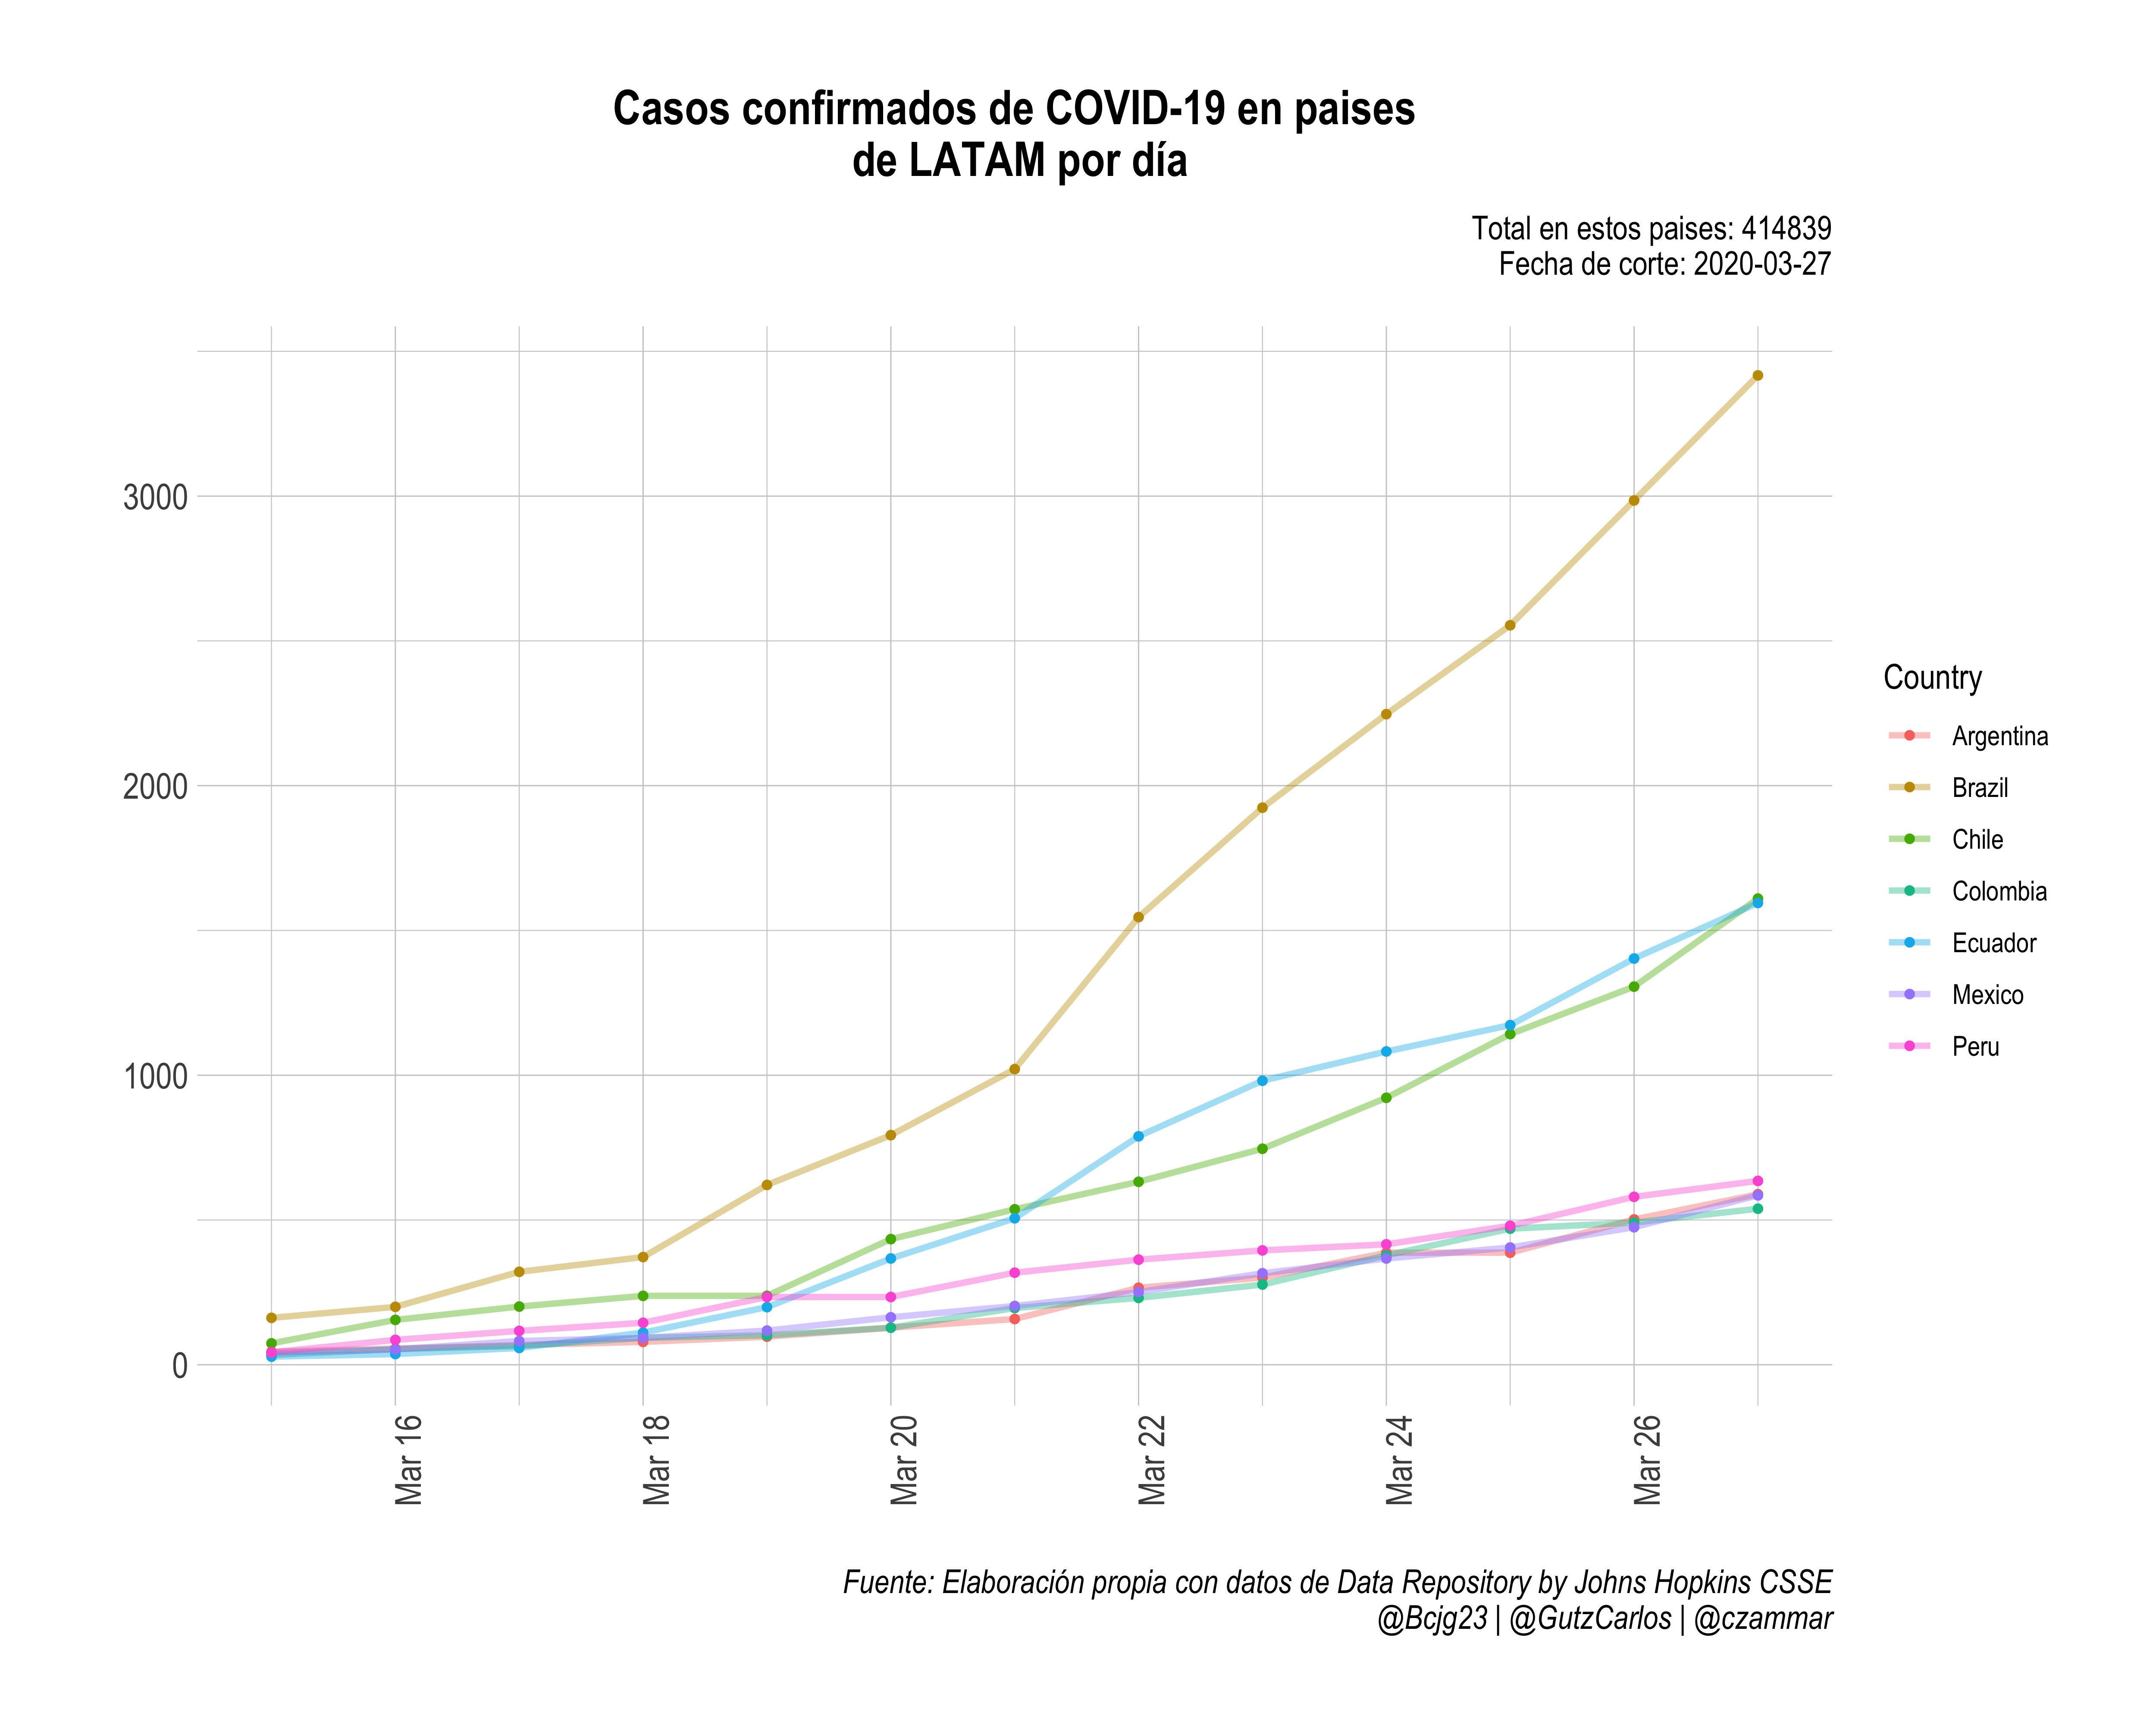 Casos confirmados de COVID-19 en paises
de LATAM por día
Total en estos paises: 414839
Fecha de corte: 2020-03-27
3000
2000
1000
0
Mar 16
Mar 18
Mar 20
Mar 22
Mar 24
Mar 26
Country
Argentina
Brazil
Chile
Colombia
Ecuador
Mexico
Peru
Fuente: Elaboración propia con datos de Data Repository by Johns Hopkins CSSE
@Bcjg23 | @GutzCarlos | @czammar